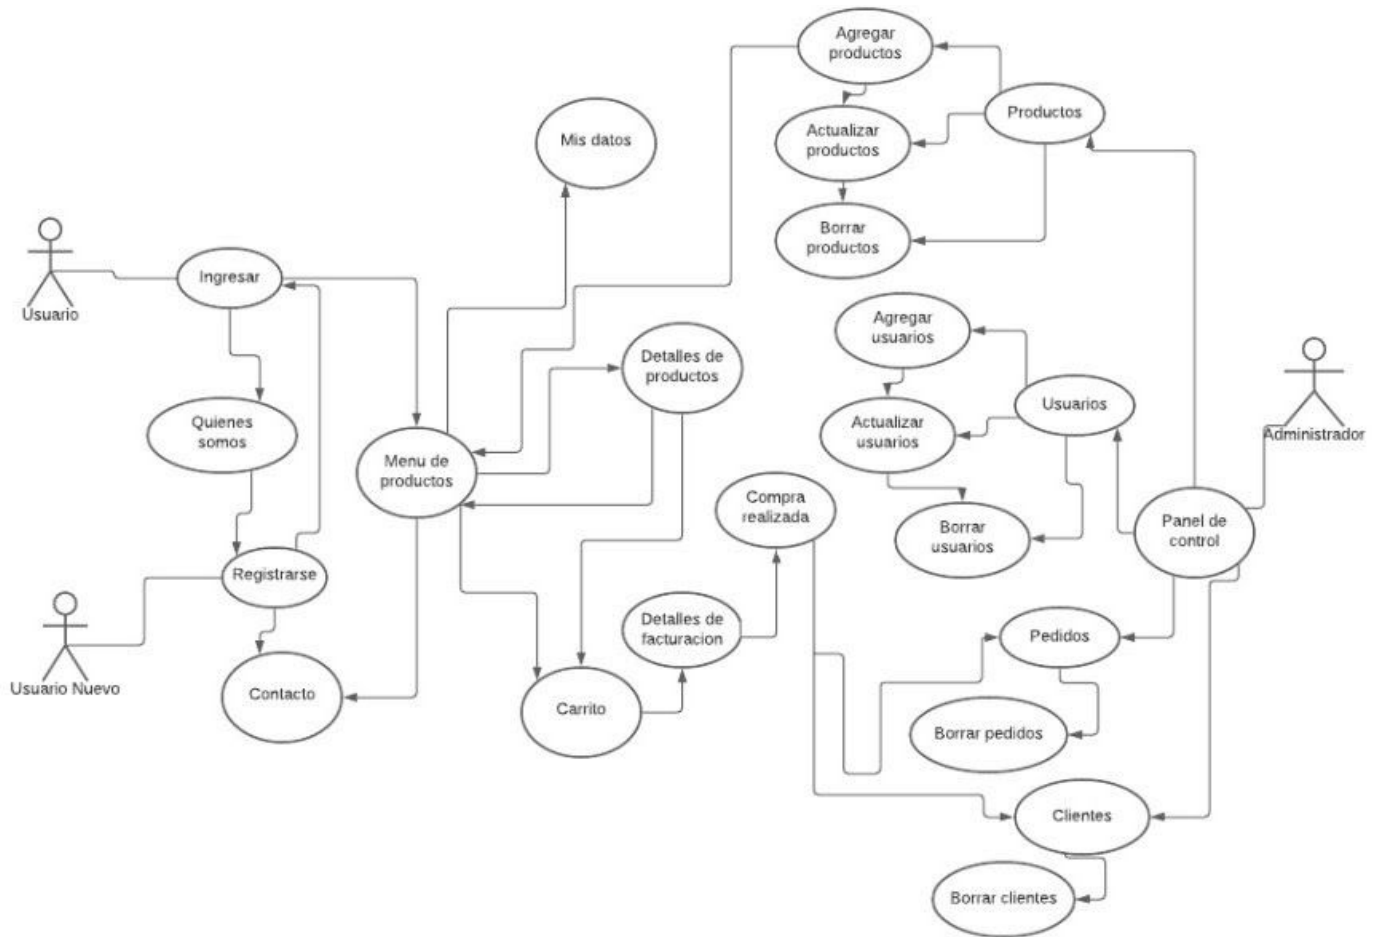 Agregar
productos
Productos
Mis datos
Actualizar
productos
Borrar
productos
Ingresar
Usuario
Agregar
usuarios
Detalles de
productos
Usuarios
Quienes
somos
Actualizar
usuarios
Administrador
Menu de
productos
Compra
realizada
Borrar
usuarios
Panel de
control
Registrarse
Detalles de
facturacion
Pedidos
Usuario Nuevo
Contacto
Carrito
Borrar pedidos
Clientes
Borrar clientes